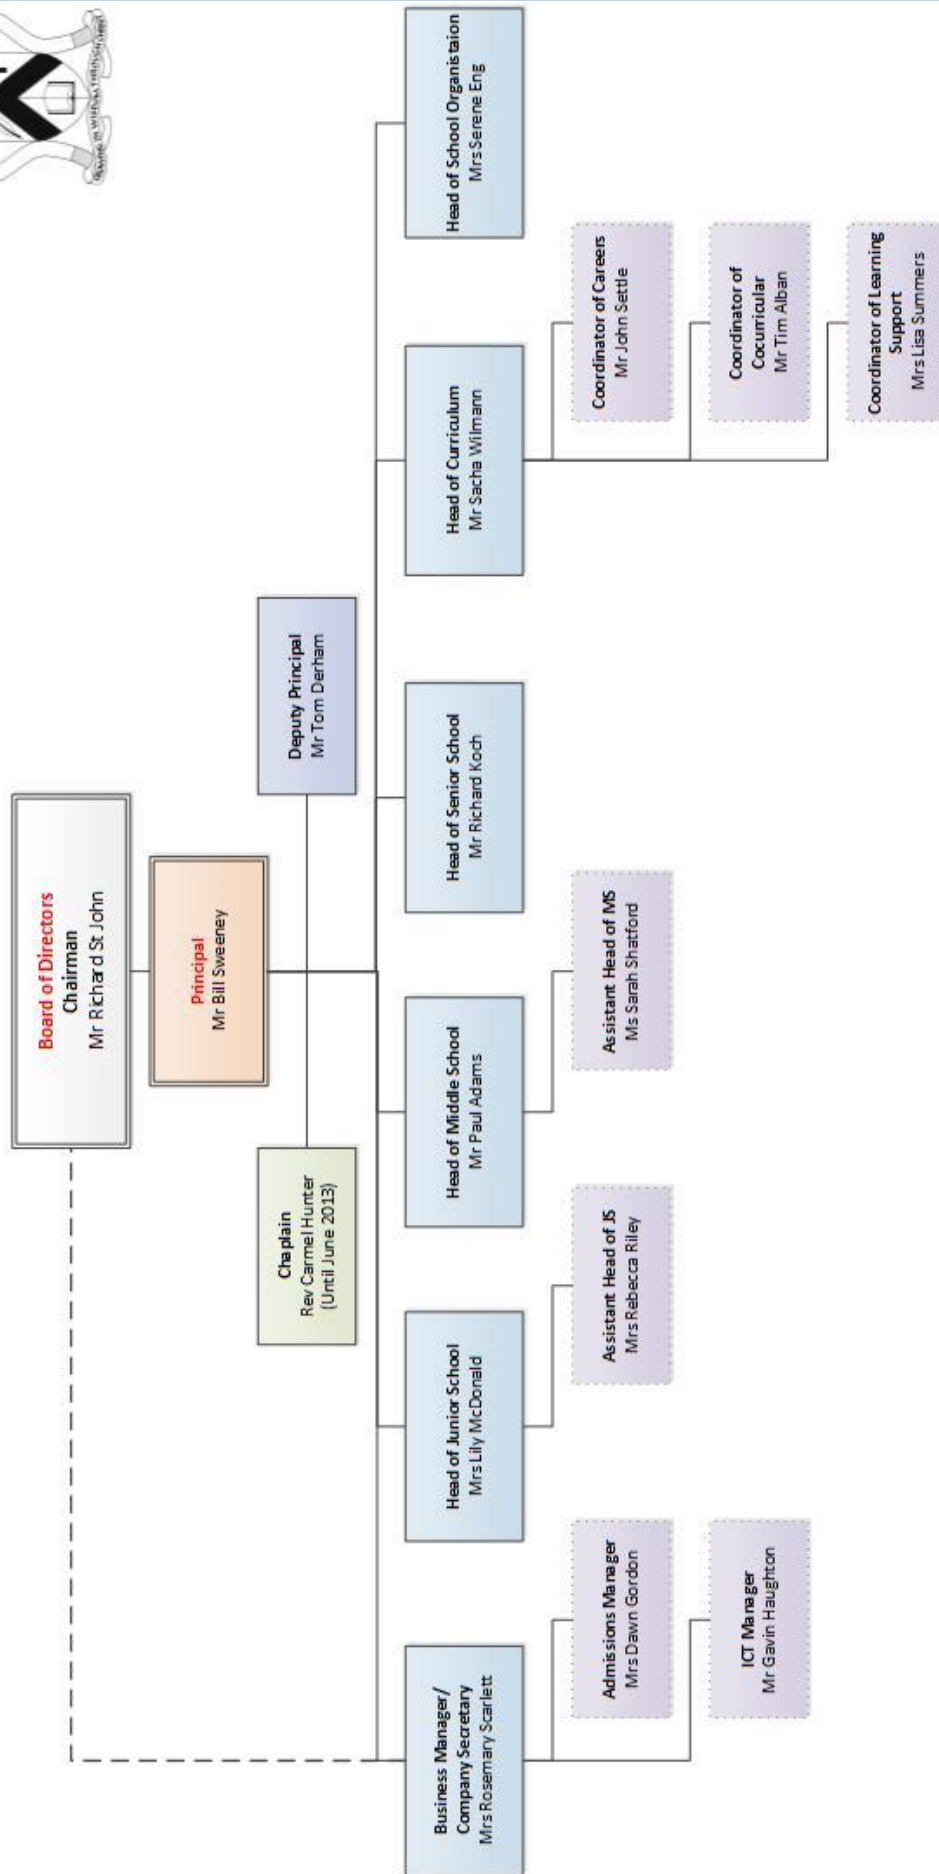 Board of Directors
Chairman
Mr Richard St John
Principal
Mr Bill Sweeney
Chaplain
Rev Carmel Hunter
(Until June 2013)
Deputy Principal
Mr Tom Derham
Business Manager/
Company Secretary
Mrs Rosemary Scarlett
Head of Junior School
Mrs Lily McDonald
Head of Middle School
Mr Paul Adams
Head of Senior School
Mr Richard Koch
Head of Curriculum
Mr Sacha Wilmann
Head of School Organistaion
Mrs Serene Eng
Admissions Manager
Mrs Dawn Gordon
Assistant Head of JS
Mrs Rebecca Riley
Assistant Head of MS
Ms Sarah Shatford
Coordinator of Careers
Mr John Settle
ICT Manager
Mr Gavin Haughton
Coordinator of
Cocurricular
Mr Tim Alban
Coordinator of Learning
Support
Mrs Lisa Summers